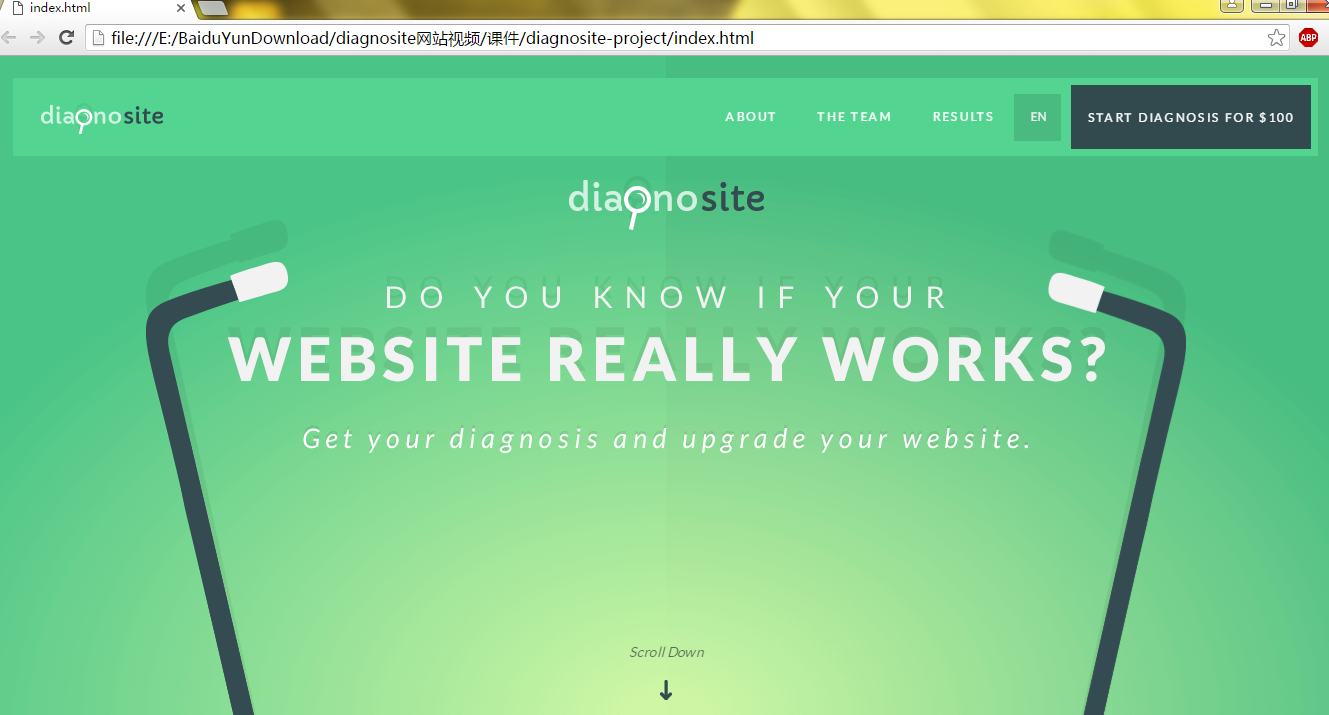 index.html
file:///E:/BaiduYunDownload/diagnosite网站视频/课件/diagnosite-project/index.html
ABP
diagnosite ABOUT THE TEAM RESULTS EN START DIAGNOSIS FOR $100
diagnosite
DO YOU KNOW IF YOUR
WEBSITE REALLY WORKS?
Get your diagnosis and upgrade your website.
Scroll Down